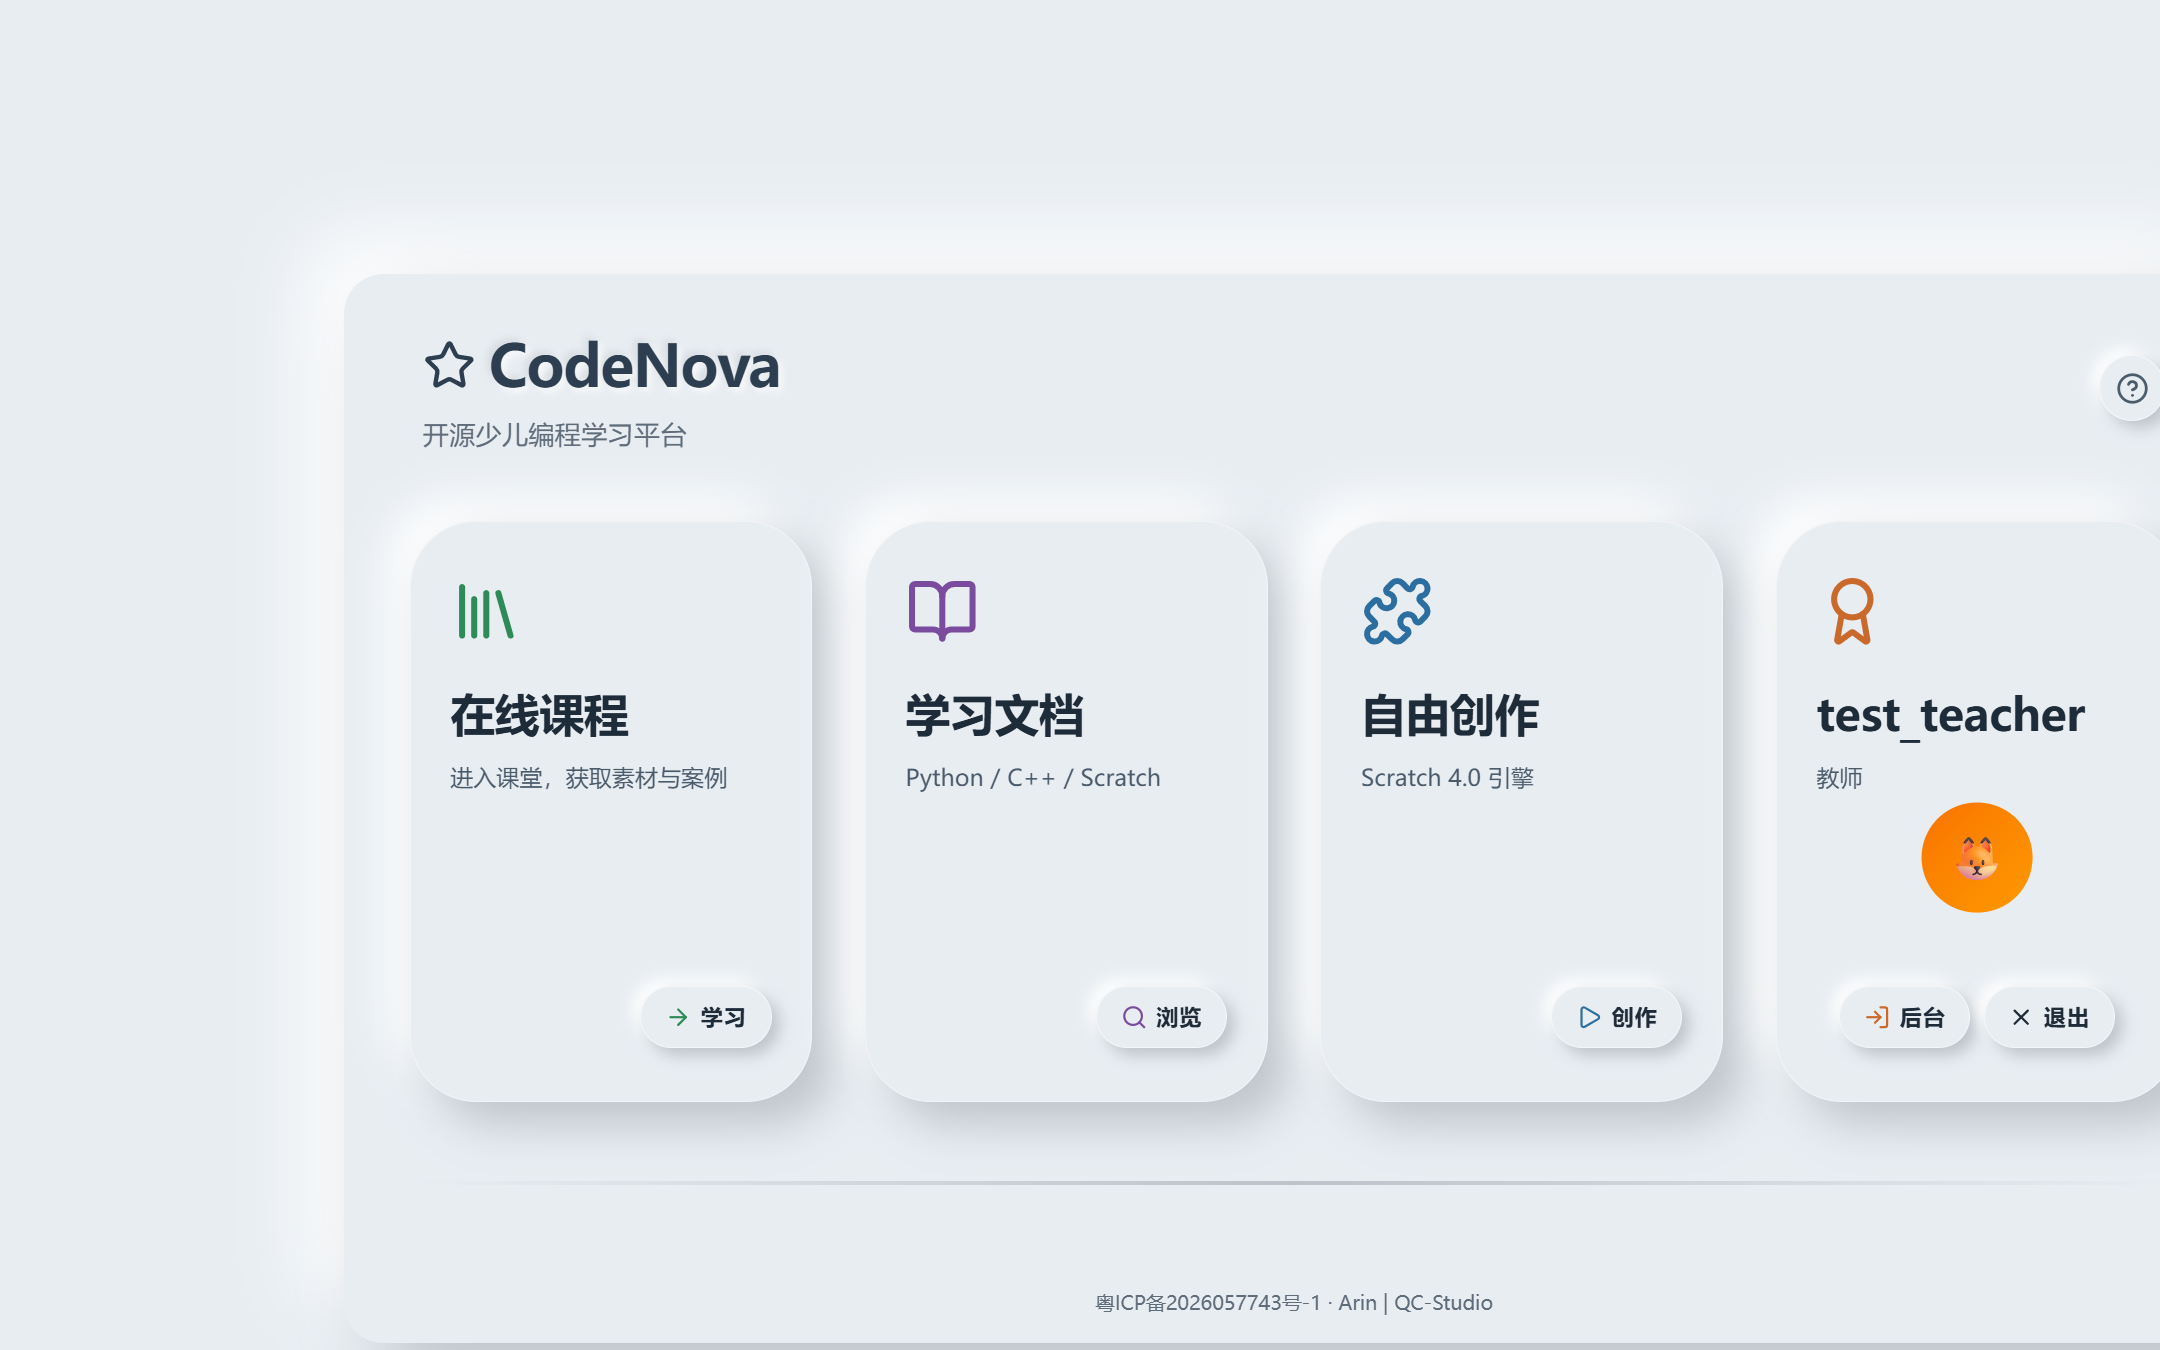 CodeNova
开源少儿编程学习平台
在线课程
进入课堂，获取素材与案例
学习
学习文档
Python / C++ / Scratch
浏览
自由创作
Scratch 4.0 引擎
创作
test_teacher
教师
后台
退出
粤ICP备2026057743号-1 · Arin | QC-Studio